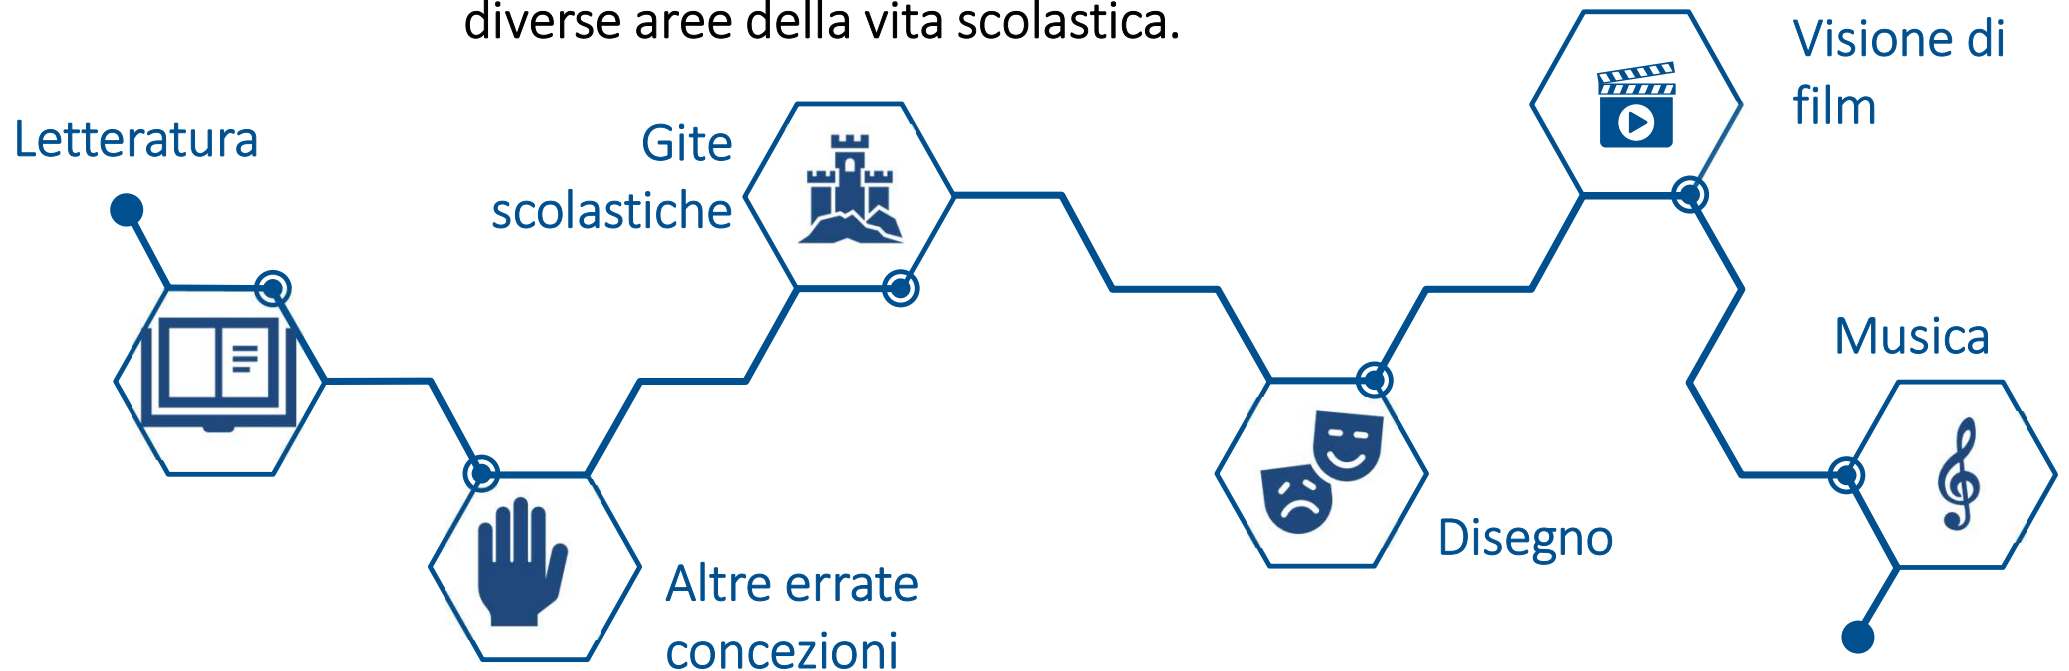 diverse aree della vita scolastica.
Letteratura
Altre errate
concezioni
Gite
scolastiche
Disegno
Visione di
film
Musica